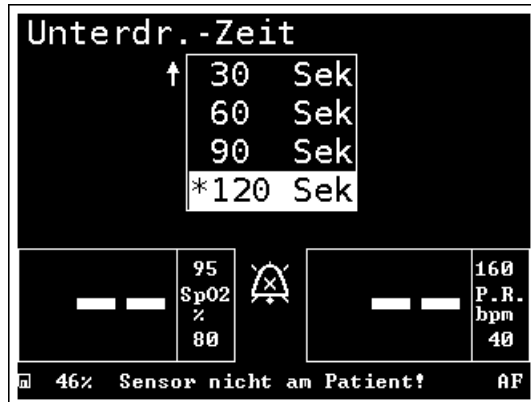 Unterdr.-Zeit
30 Sek
60 Sek
90 Sek
*120 Sek
-- 95 SpO2 % 80
-- 160 P.R. bpm 40
46% Sensor nicht am Patient! AF